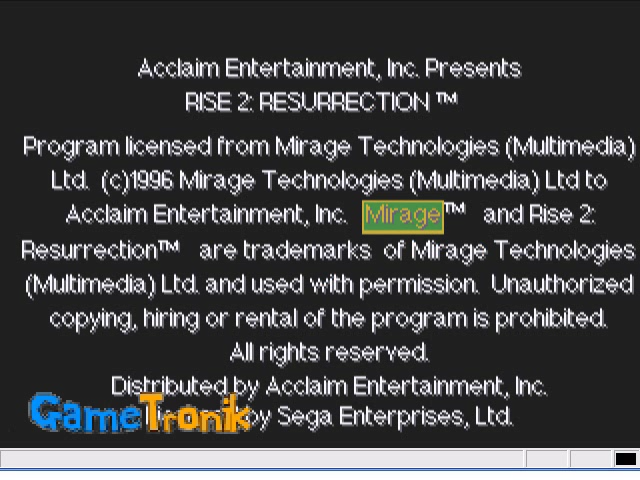 Acclaim Entertainment, Inc. Presents
RISE 2: RESURRECTION ™
Program licensed from Mirage Technologies (Multimedia)
Ltd. (c)1996 Mirage Technologies (Multimedia) Ltd to
Acclaim Entertainment, Inc. Mirage™ and Rise 2:
Resurrection™ are trademarks of Mirage Technologies
(Multimedia) Ltd. and used with permission. Unauthorized
copying, hiring or rental of the program is prohibited.
All rights reserved.
Distributed by Acclaim Entertainment, Inc.
by Sega Enterprises, Ltd.
GameTronik